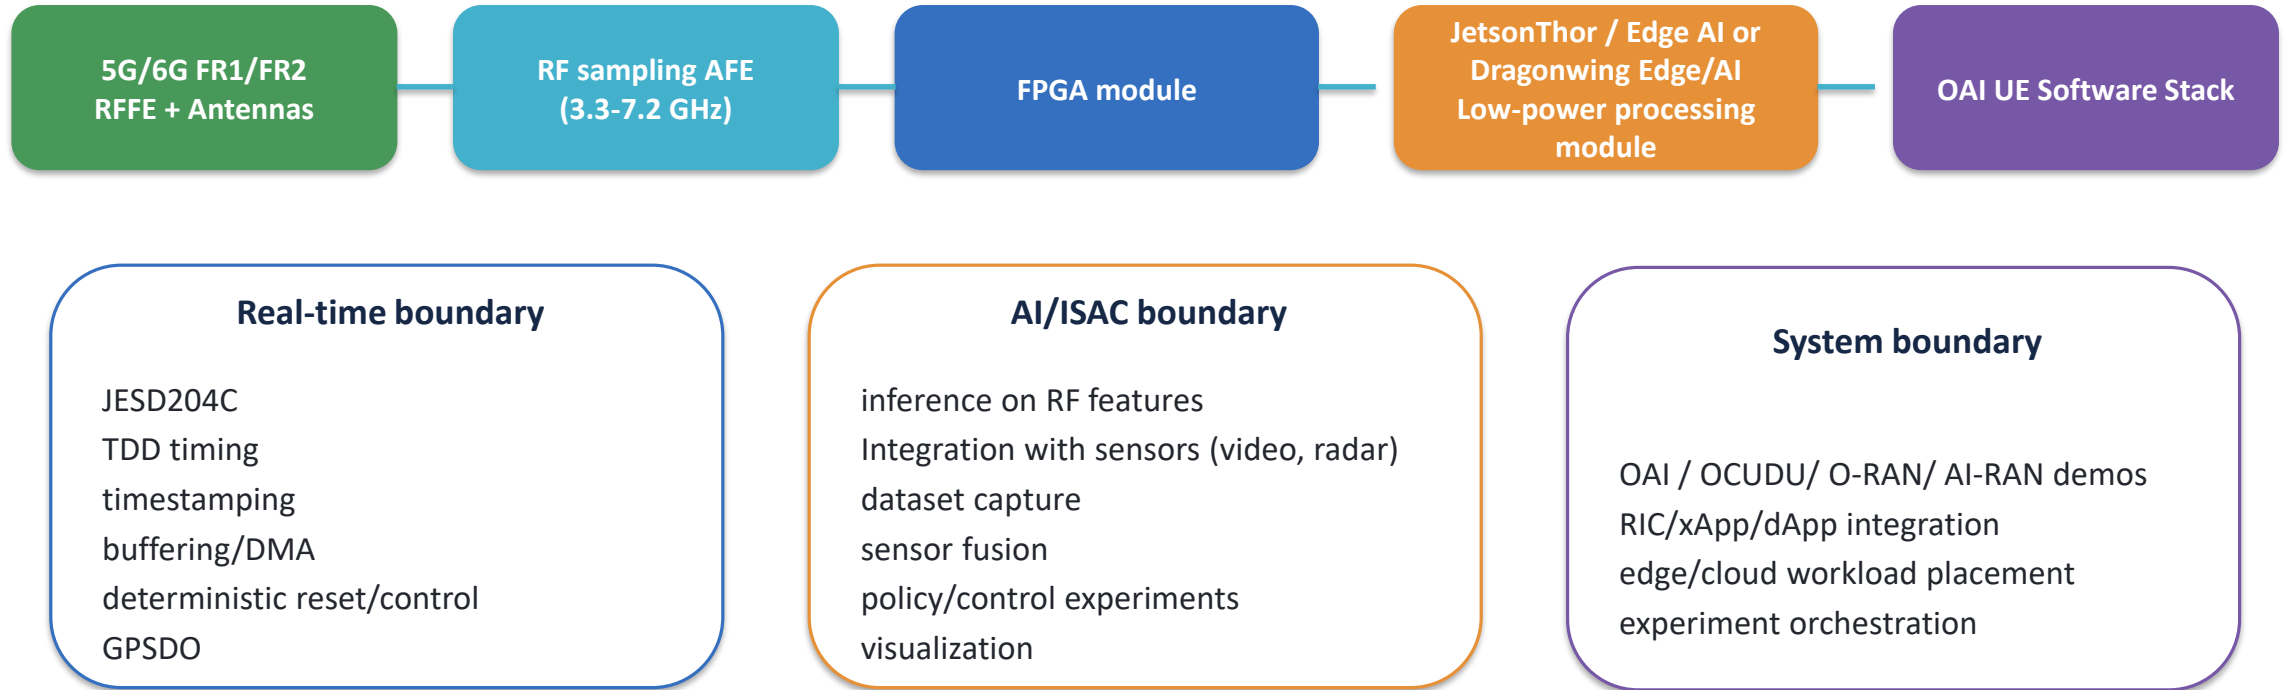 5G/6G FR1/FR2
RFFE + Antennas
RF sampling AFE
(3.3-7.2 GHz)
FPGA module
JetsonThor / Edge AI or
Dragonwing Edge/AI
Low-power processing
module
OAI UE Software Stack
Real-time boundary
JESD204C
TDD timing
timestamping
buffering/DMA
deterministic reset/control
GPSDO
AI/ISAC boundary
inference on RF features
Integration with sensors (video, radar)
dataset capture
sensor fusion
policy/control experiments
visualization
System boundary
OAI / OCUDU/ O-RAN/ AI-RAN demos
RIC/xApp/dApp integration
edge/cloud workload placement
experiment orchestration